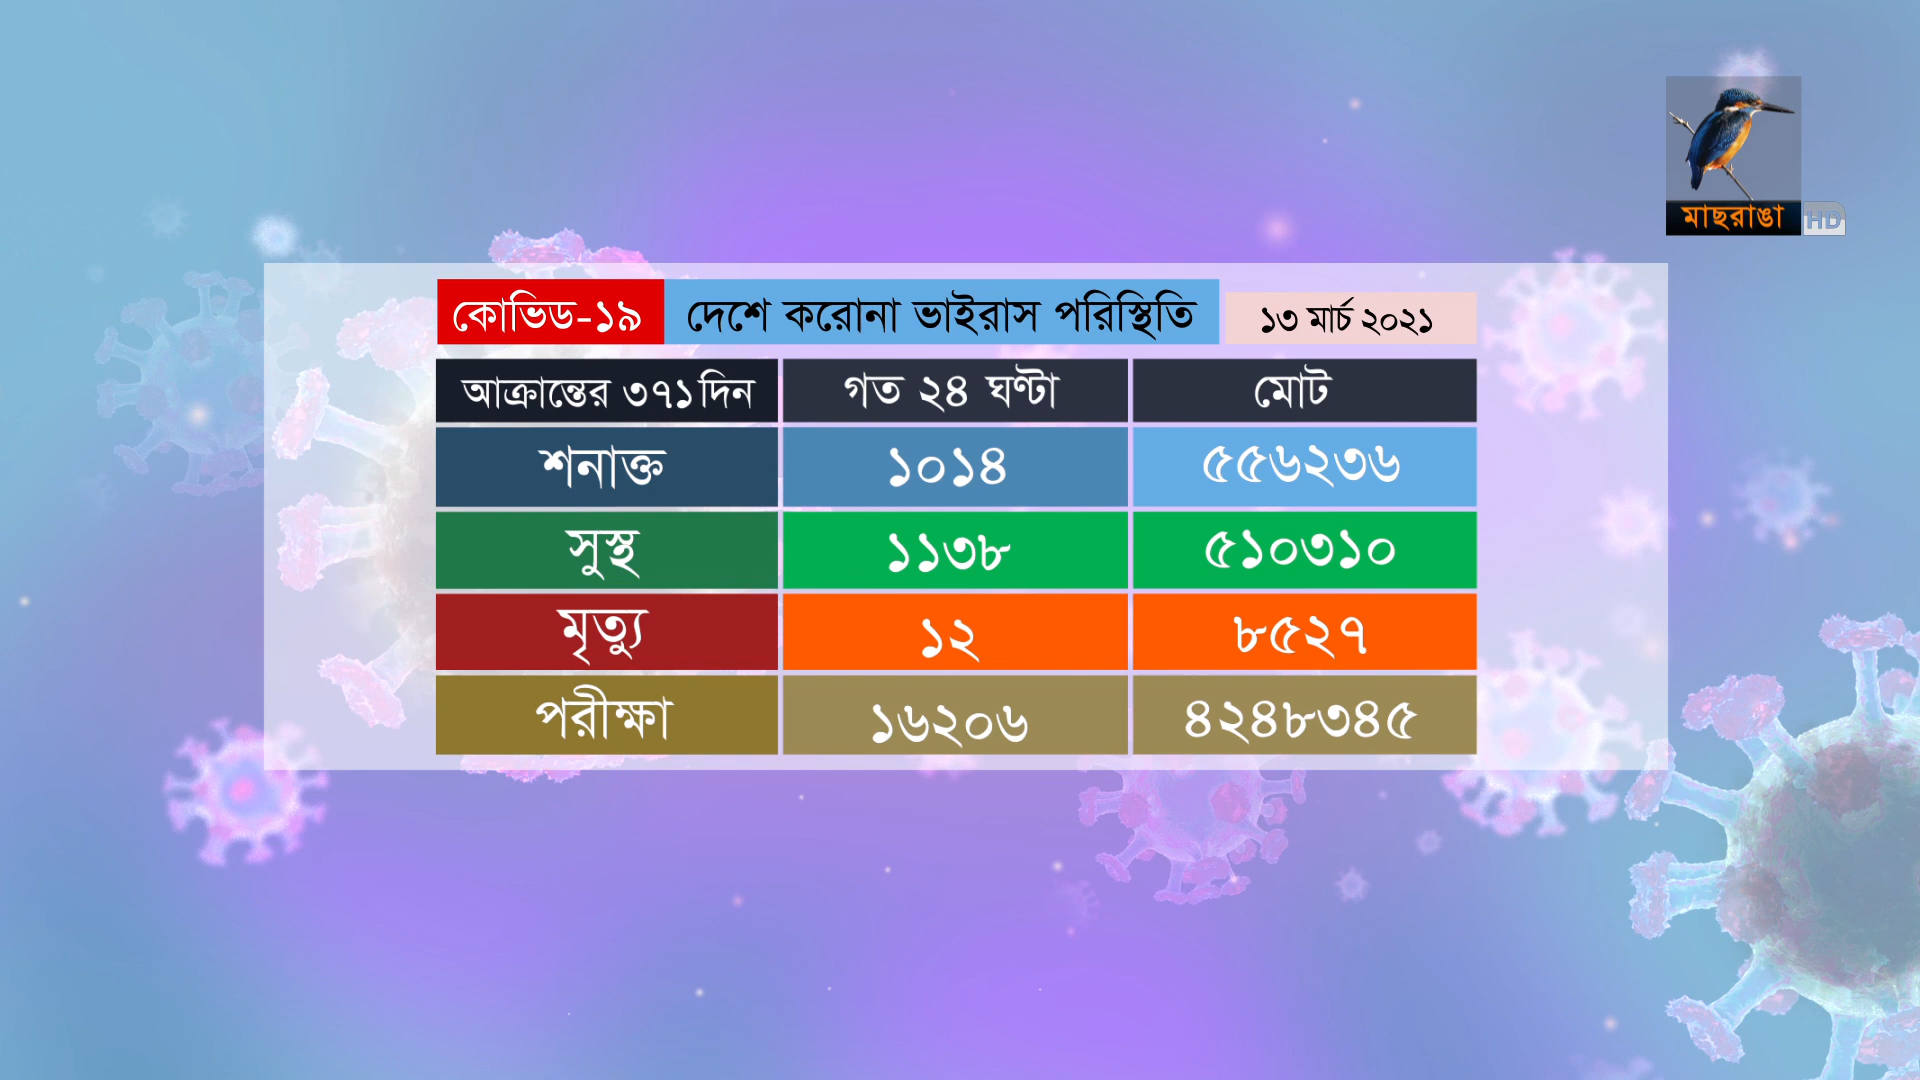 মাছরাঙা HD
কোভিড-১৯ দেশে করোনা ভাইরাস পরিস্থিতি ১৩ মার্চ ২০২১
আক্রান্তের ৩৭১দিন গত ২৪ ঘণ্টা মোট
শনাক্ত ১০১৪ ৫৫৬২৩৬
সুস্থ ১১৩৮ ৫১০৩১০
মৃত্যু ১২ ৮৫২৭
পরীক্ষা ১৬২০৬ ৪২৪৮৩৪৫